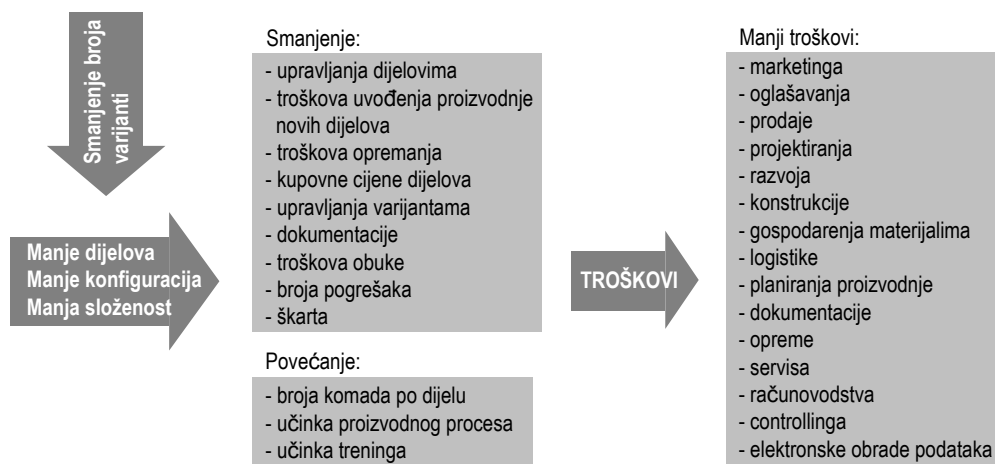 Smanjenje broja
varijanti
Manje dijelova
Manje konfiguracija
Manja složenost
Smanjenje:
- upravljanja dijelovima
- troškova uvođenja proizvodnje
novih dijelova
- troškova opremanja
- kupovne cijene dijelova
- upravljanja varijantama
- dokumentacije
- troškova obuke
- broja pogrešaka
- škarta
Povećanje:
- broja komada po dijelu
- učinka proizvodnog procesa
- učinka treninga
TROŠKOVI
Manji troškovi:
- marketinga
- oglašavanja
- prodaje
- projektiranja
- razvoja
- konstrukcije
- gospodarenja materijalima
- logistike
- planiranja proizvodnje
- dokumentacije
- opreme
- servisa
- računovodstva
- controllinga
- elektronske obrade podataka